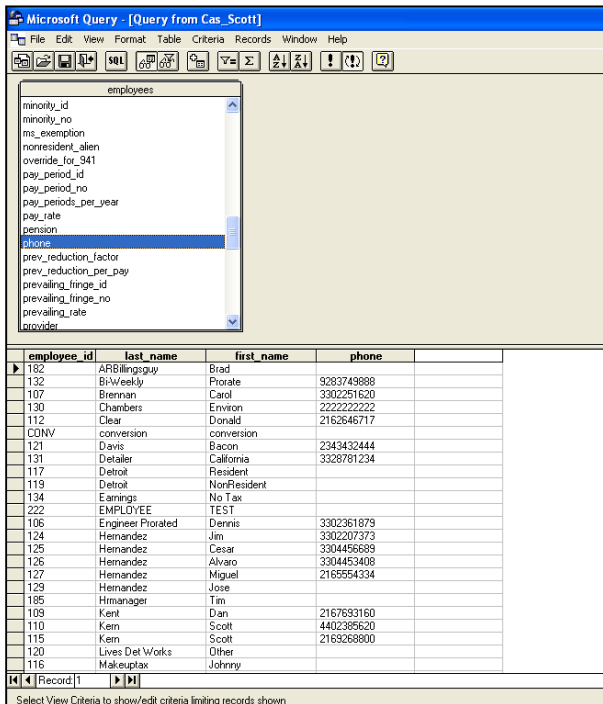 Microsoft Query - [Query from Cas_Scott]
File Edit View Format Table Criteria Records Window Help
SQL
employees
minority_id
minority_no
ms_exemption
nonresident_alien
override_for_941
pay_period_id
pay_period_no
pay_periods_per_year
pay_rate
pension
phone
prev_reduction_factor
prev_reduction_per_pay
prevailing_fringe_id
prevailing_fringe_no
prevailing_rate
provider
employee_id last_name first_name phone
182 ARBillingsguy Brad
132 Bi-Weekly Prorate 9283749888
107 Brennan Carol 3302251620
130 Chambers Environ 2222222222
112 Clear Donald 2162646717
CONV conversion conversion
121 Davis Bacon 2343432444
131 Detailer California 3328781234
117 Detroit Resident
119 Detroit NonResident
134 Earnings No Tax
222 EMPLOYEE TEST
106 Engineer Prorated Dennis 3302361879
124 Hernandez Jim 3302207373
125 Hernandez Cesar 3304456689
126 Hernandez Alvaro 3304453408
127 Hernandez Miguel 2165554334
129 Hernandez Jose
185 Hrmanager Tim
109 Kent Dan 2167693160
110 Kern Scott 4402385620
115 Kern Scott 2169268800
120 Lives Det Works Other
116 Makeuptax Johnny
Record: 1
Select View Criteria to show/edit criteria limiting records shown